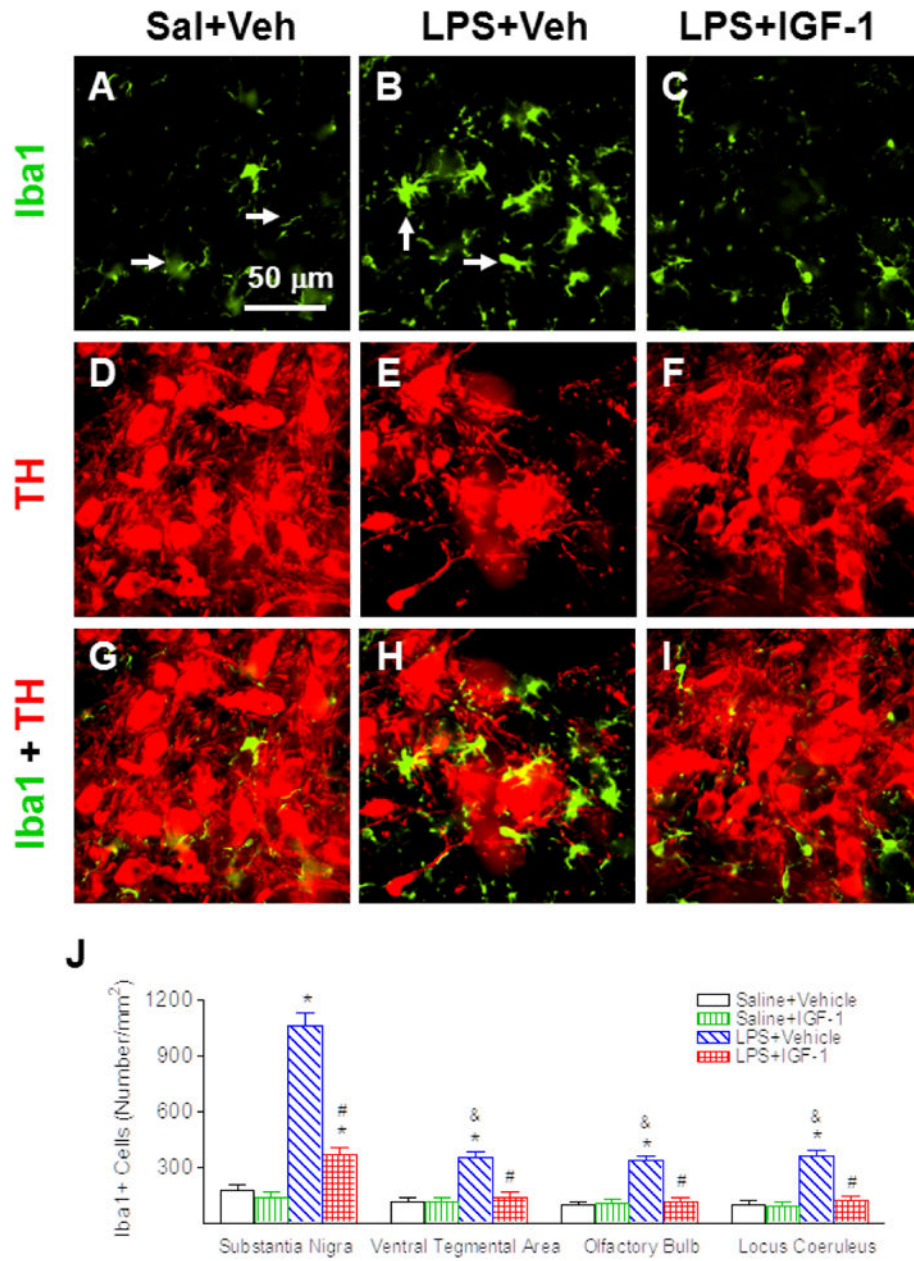 Sal+Veh LPS+Veh LPS+IGF-1
Iba1
A B C
50 μm
TH
D E F
Iba1 + TH
G H I
J
Iba1+ Cells (Number/mm²)
1200
900
600
300
Saline+Vehicle
Saline+IGF-1
LPS+Vehicle
LPS+IGF-1
*
# *
& *
#
& *
#
& *
#
Substantia Nigra Ventral Tegmental Area Olfactory Bulb Locus Coeruleus